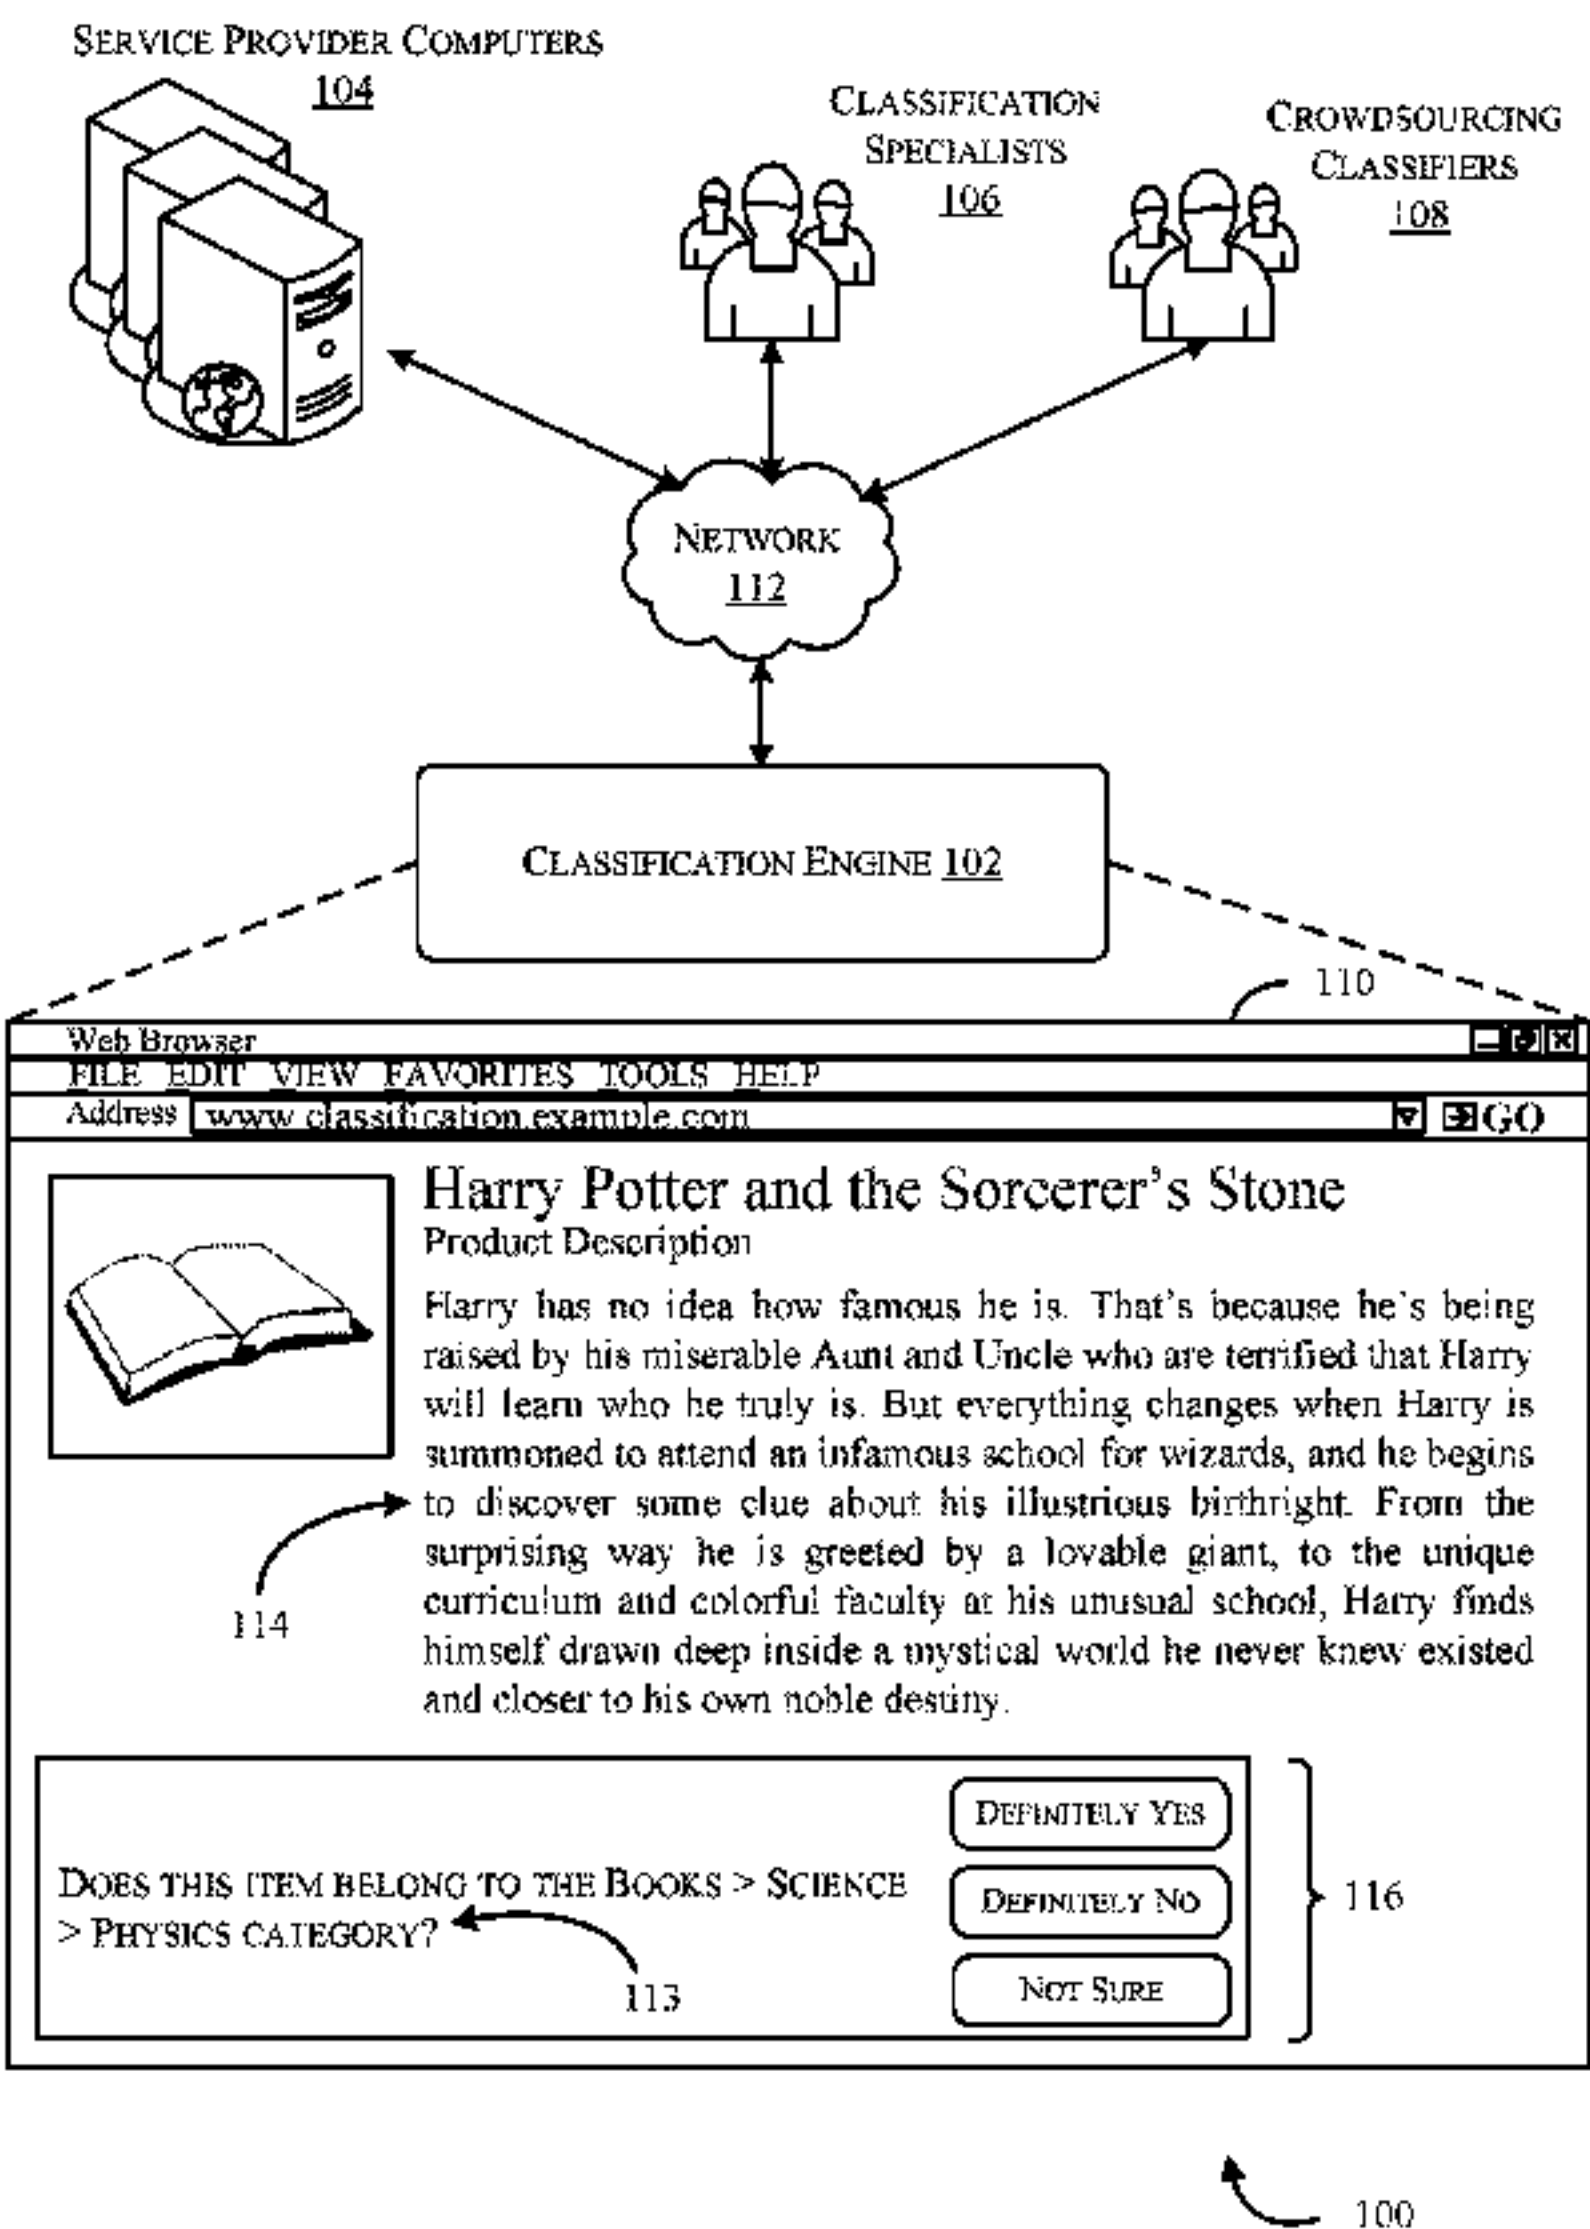 SERVICE PROVIDER COMPUTERS
104
CLASSIFICATION
SPECIALISTS
106
CROWDSOURCING
CLASSIFIERS
108
NETWORK
112
CLASSIFICATION ENGINE 102
110
Web Browser
FILE EDIT VIEW FAVORITES TOOLS HELP
Address www.classification.example.com GO
Harry Potter and the Sorcerer's Stone
Product Description
Harry has no idea how famous he is. That's because he's being
raised by his miserable Aunt and Uncle who are terrified that Harry
will learn who he truly is. But everything changes when Harry is
summoned to attend an infamous school for wizards, and he begins
to discover some clue about his illustrious birthright. From the
surprising way he is greeted by a lovable giant, to the unique
curriculum and colorful faculty at his unusual school, Harry finds
himself drawn deep inside a mystical world he never knew existed
and closer to his own noble destiny.
114
DOES THIS ITEM BELONG TO THE BOOKS > SCIENCE
> PHYSICS CATEGORY?
113
DEFINITELY YES
DEFINITELY NO
NOT SURE
116
100